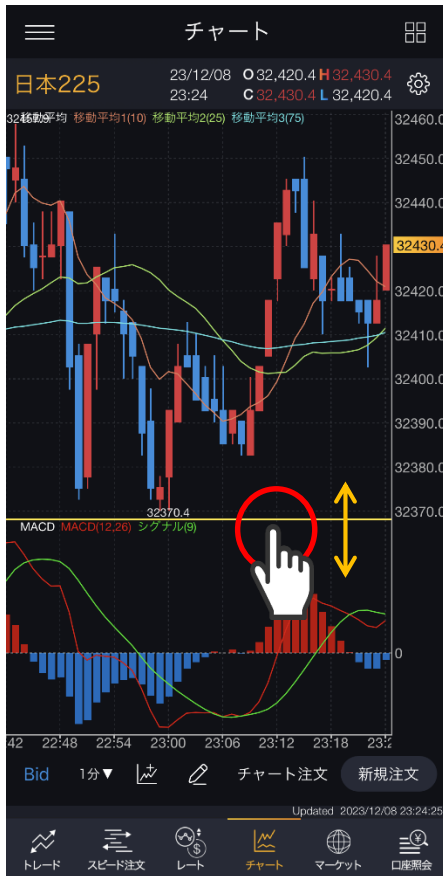 チャート
日本225
23/12/08 O 32,420.4 H 32,430.4
23:24 C 32,430.4 L 32,420.4
移動平均 移動平均1(10) 移動平均2(25) 移動平均3(75)
32460.0
32450.0
32440.0
32430.4
32420.0
32410.0
32400.0
32390.0
32380.0
32370.0
32370.4
MACD MACD(12,26) シグナル(9)
0
:42 22:48 22:54 23:00 23:06 23:12 23:18 23:2
Bid 1分▼ チャート注文 新規注文
Updated 2023/12/08 23:24:25
トレード スピード注文 レート チャート マーケット 口座照会